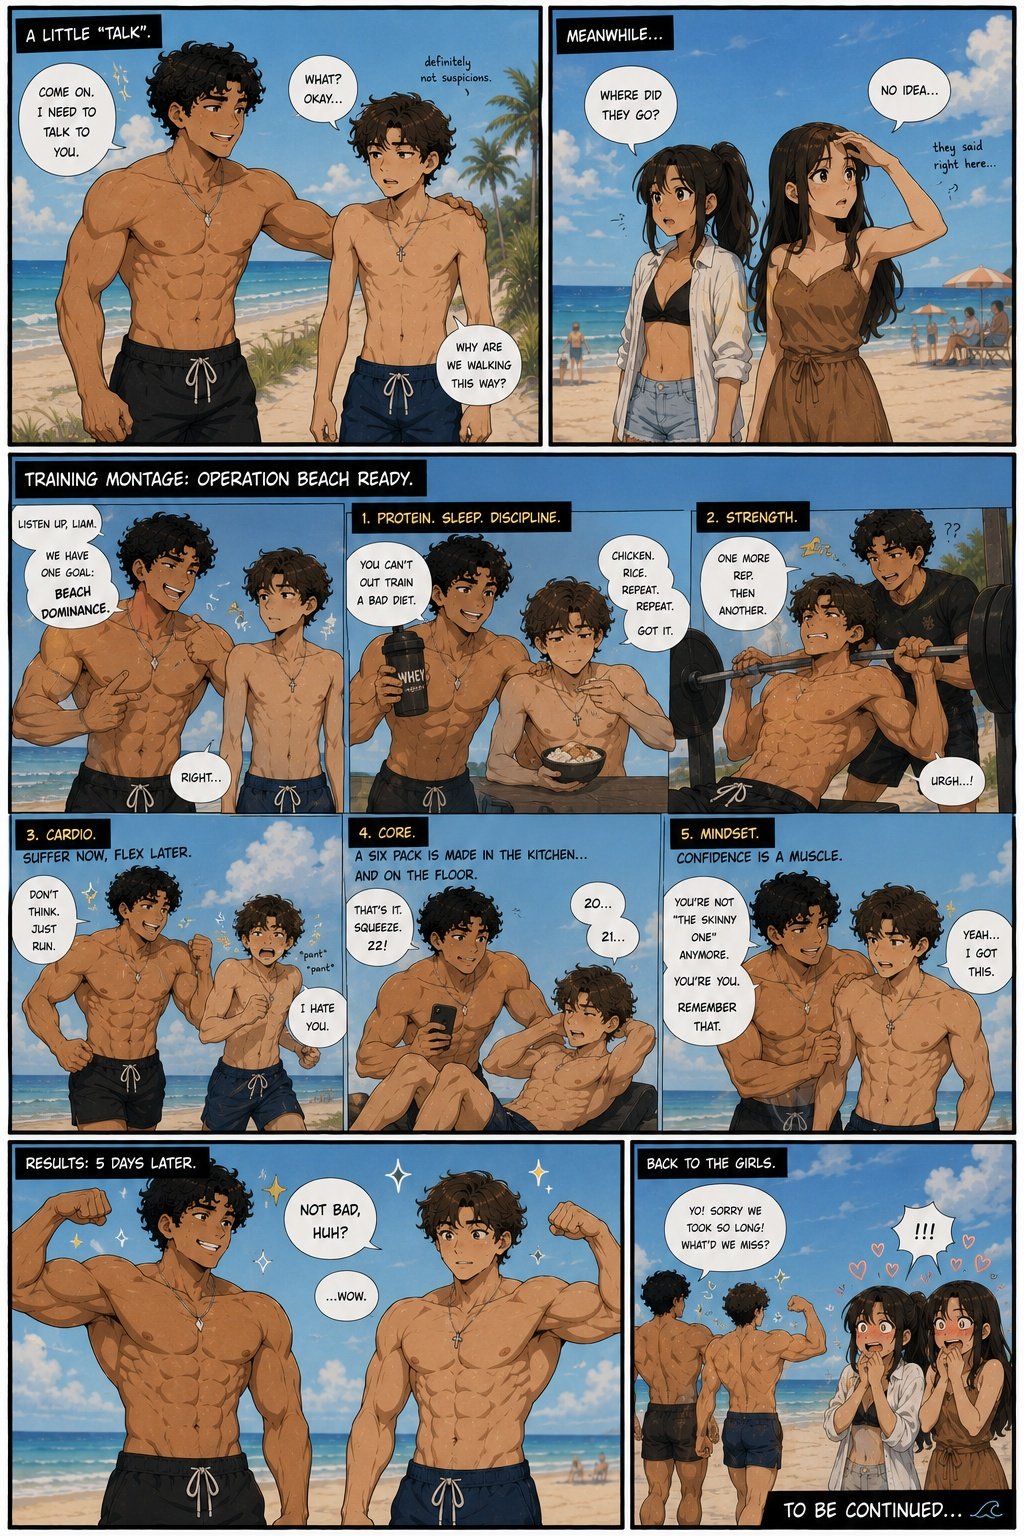 A LITTLE "TALK".
COME ON.
I NEED TO
TALK TO
YOU.
WHAT?
OKAY...
definitely
not suspicions.
WHY ARE
WE WALKING
THIS WAY?
MEANWHILE...
WHERE DID
THEY GO?
NO IDEA...
they said
right here...
TRAINING MONTAGE: OPERATION BEACH READY.
LISTEN UP, LIAM.
WE HAVE
ONE GOAL:
BEACH
DOMINANCE.
RIGHT...
1. PROTEIN. SLEEP. DISCIPLINE.
YOU CAN'T
OUT TRAIN
A BAD DIET.
CHICKEN.
RICE.
REPEAT.
REPEAT.
GOT IT.
WHEY
2. STRENGTH.
ONE MORE
REP.
THEN
ANOTHER.
??
URGH...!
3. CARDIO.
SUFFER NOW, FLEX LATER.
DON'T
THINK.
JUST
RUN.
*pant*
*pant*
I HATE
YOU.
4. CORE.
A SIX PACK IS MADE IN THE KITCHEN...
AND ON THE FLOOR.
THAT'S IT.
SQUEEZE.
22!
20...
21...
5. MINDSET.
CONFIDENCE IS A MUSCLE.
YOU'RE NOT
"THE SKINNY
ONE"
ANYMORE.
YOU'RE YOU.
REMEMBER
THAT.
YEAH...
I GOT
THIS.
RESULTS: 5 DAYS LATER.
NOT BAD,
HUH?
...WOW.
BACK TO THE GIRLS.
YO! SORRY WE
TOOK SO LONG!
WHAT'D WE MISS?
!!!
TO BE CONTINUED...